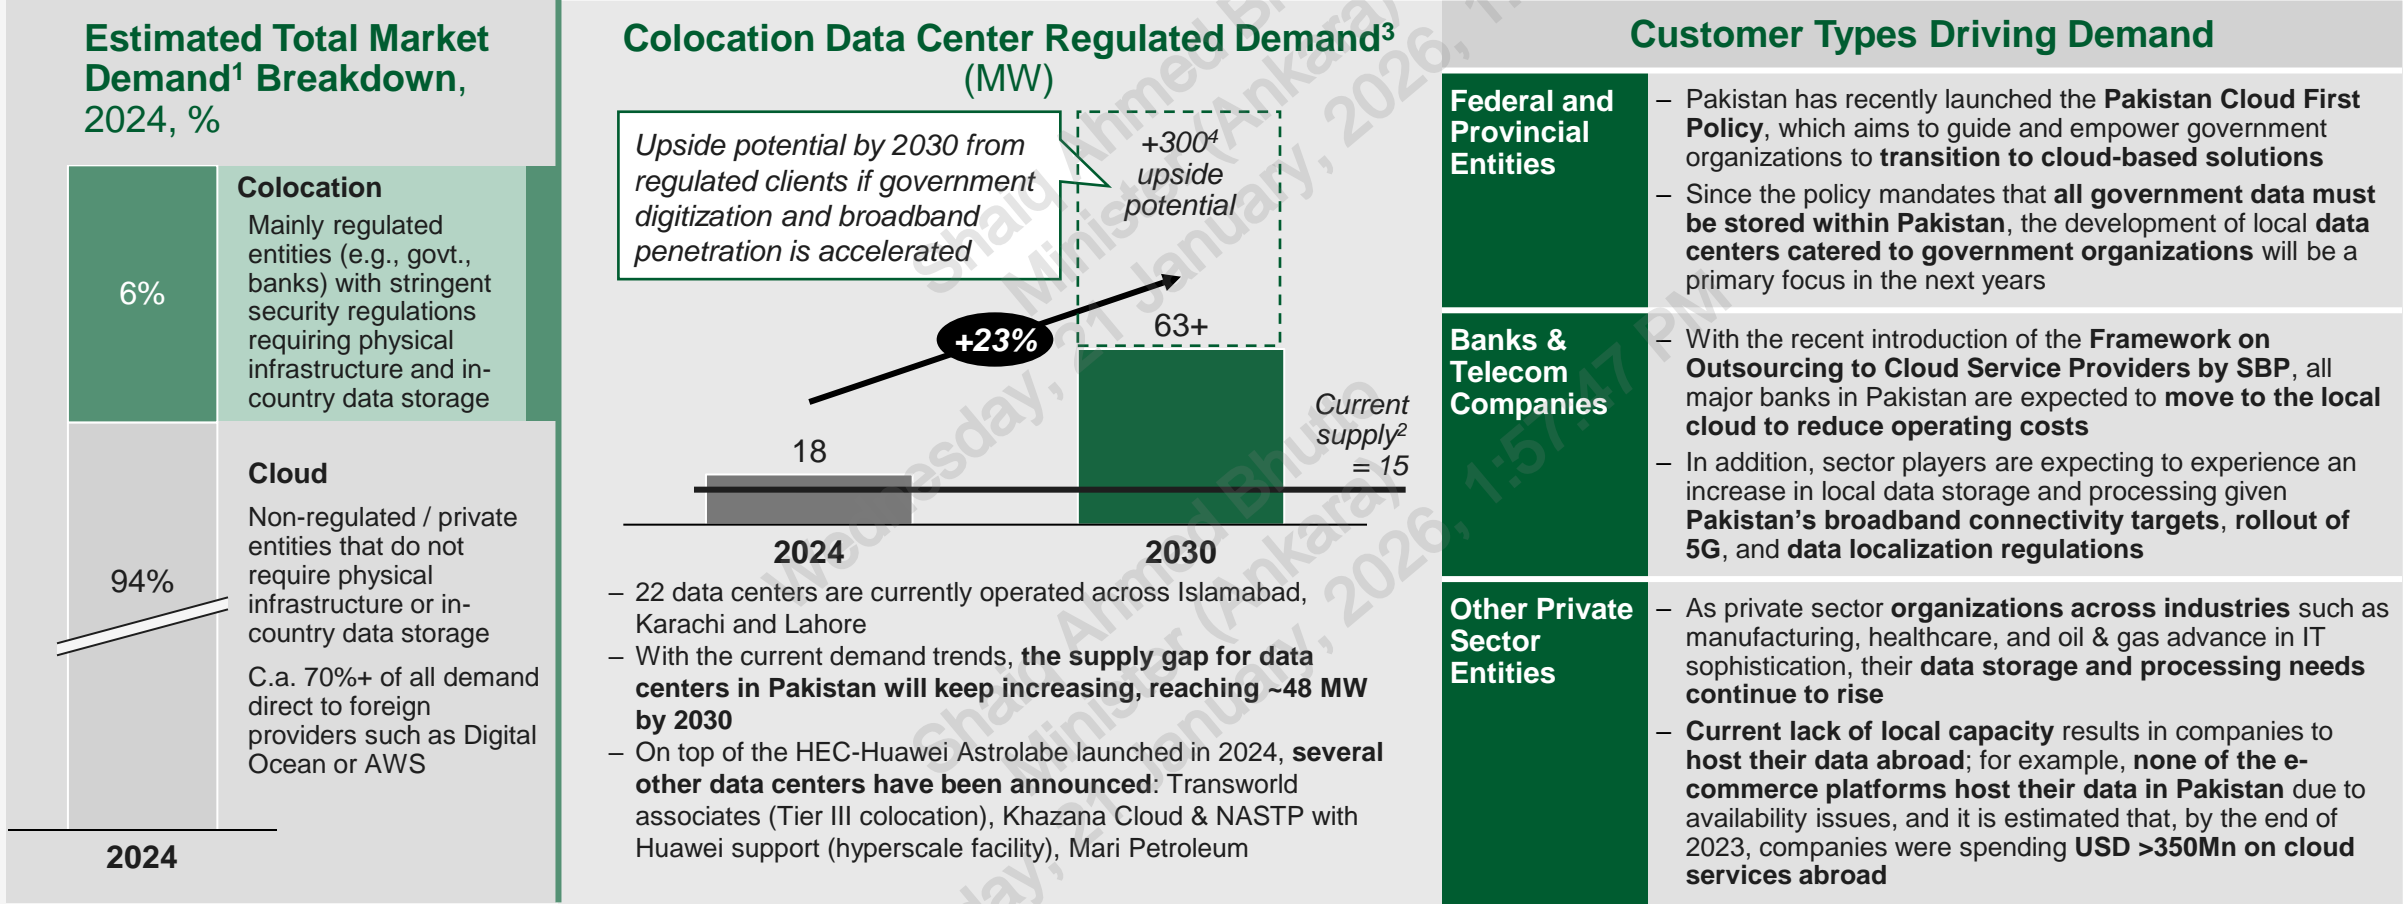 Estimated Total Market
Demand¹ Breakdown,
2024, %
6%
94%
2024
Colocation
Mainly regulated
entities (e.g., govt.,
banks) with stringent
security regulations
requiring physical
infrastructure and in-
country data storage
Cloud
Non-regulated / private
entities that do not
require physical
infrastructure or in-
country data storage
C.a. 70%+ of all demand
direct to foreign
providers such as Digital
Ocean or AWS
Colocation Data Center Regulated Demand³
(MW)
Upside potential by 2030 from
regulated clients if government
digitization and broadband
penetration is accelerated
+300⁴
upside
potential
+23%
63+
18
Current
supply²
= 15
2024
2030
– 22 data centers are currently operated across Islamabad,
Karachi and Lahore
– With the current demand trends, the supply gap for data
centers in Pakistan will keep increasing, reaching ~48 MW
by 2030
– On top of the HEC-Huawei Astrolabe launched in 2024, several
other data centers have been announced: Transworld
associates (Tier III colocation), Khazana Cloud & NASTP with
Huawei support (hyperscale facility), Mari Petroleum
Customer Types Driving Demand
Federal and
Provincial
Entities
– Pakistan has recently launched the Pakistan Cloud First
Policy, which aims to guide and empower government
organizations to transition to cloud-based solutions
– Since the policy mandates that all government data must
be stored within Pakistan, the development of local data
centers catered to government organizations will be a
primary focus in the next years
Banks &
Telecom
Companies
– With the recent introduction of the Framework on
Outsourcing to Cloud Service Providers by SBP, all
major banks in Pakistan are expected to move to the local
cloud to reduce operating costs
– In addition, sector players are expecting to experience an
increase in local data storage and processing given
Pakistan's broadband connectivity targets, rollout of
5G, and data localization regulations
Other Private
Sector
Entities
– As private sector organizations across industries such as
manufacturing, healthcare, and oil & gas advance in IT
sophistication, their data storage and processing needs
continue to rise
– Current lack of local capacity results in companies to
host their data abroad; for example, none of the e-
commerce platforms host their data in Pakistan due to
availability issues, and it is estimated that, by the end of
2023, companies were spending USD >350Mn on cloud
services abroad
Shaiq Ahmed Bhutto
Minister (Ankara)
Wednesday, 21 January, 2026, 1:57:47 PM